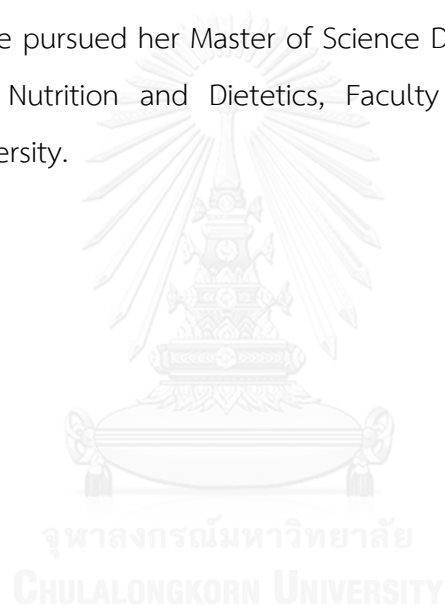 e pursued her Master of Science D
Nutrition and Dietetics, Faculty
ersity.
จุฬาลงกรณ์มหาวิทยาลัย
CHULALONGKORN UNIVERSITY